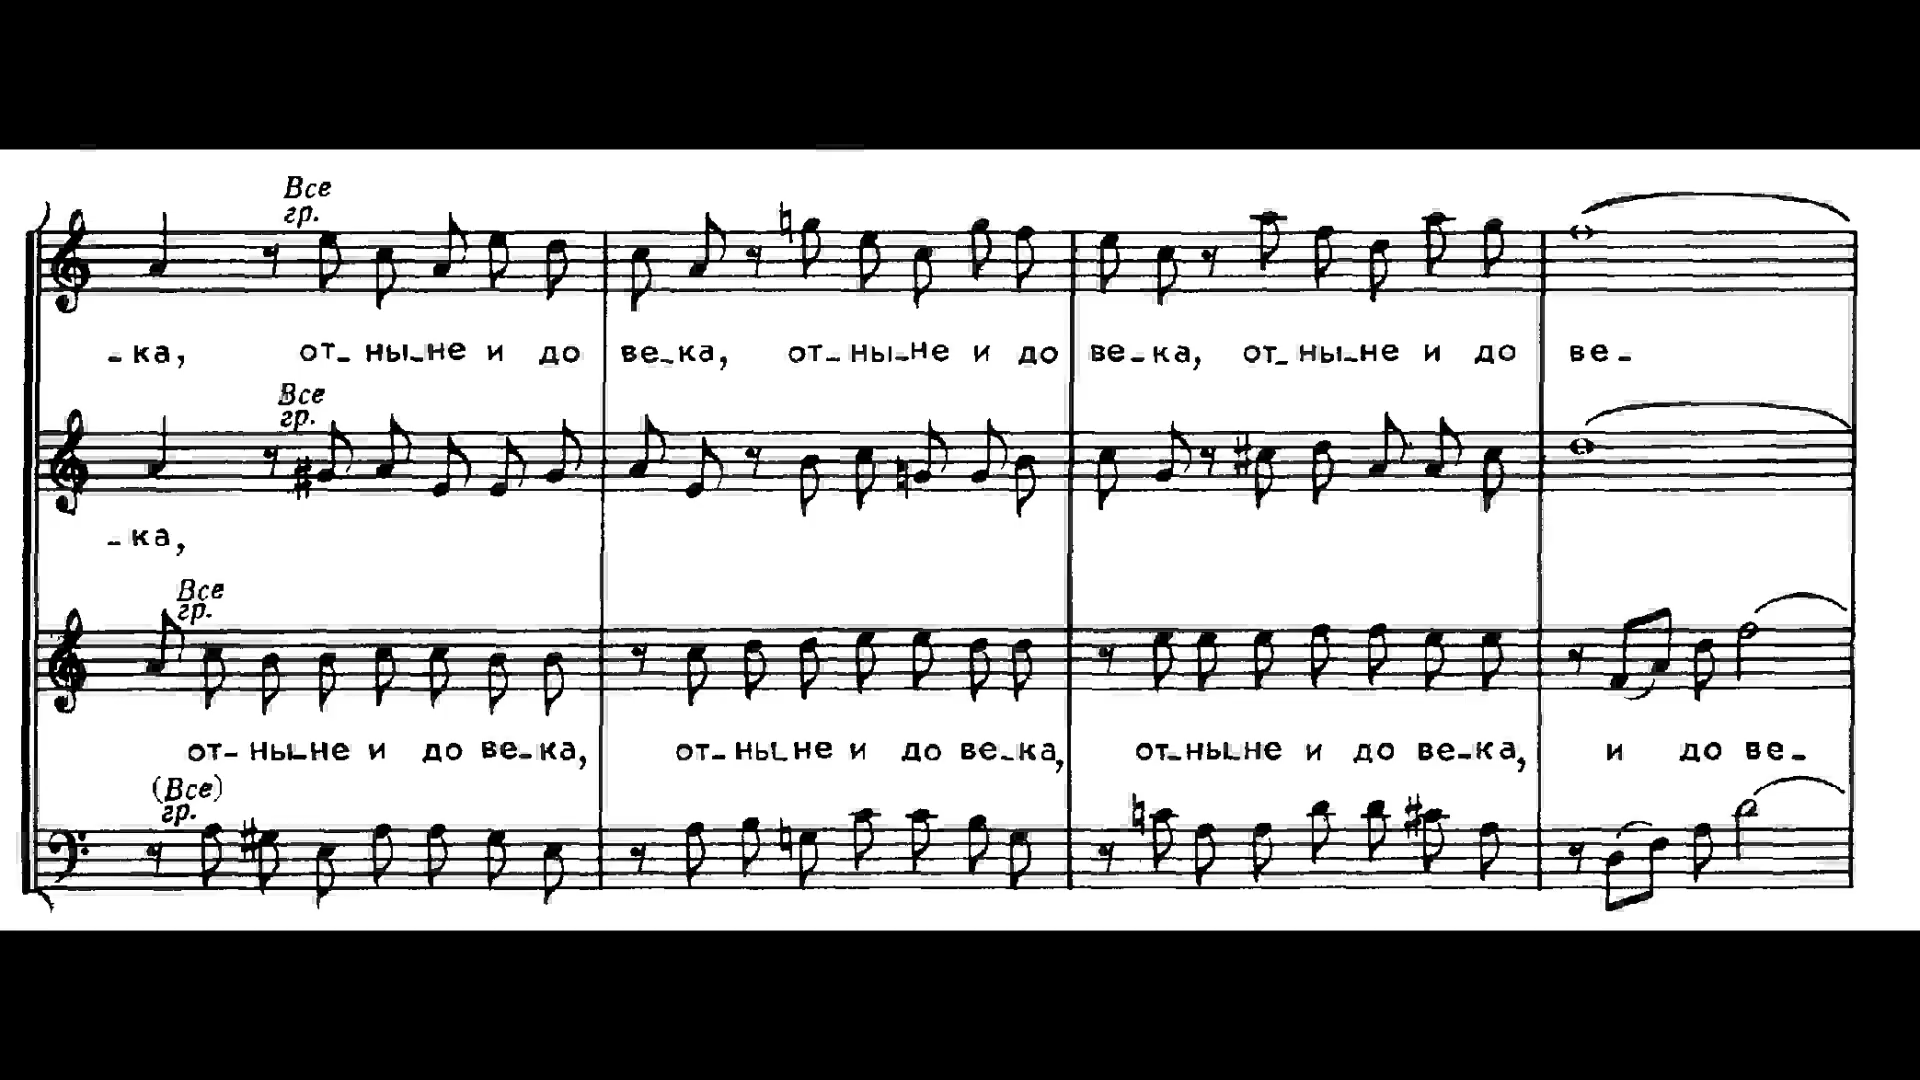 Все
гр.
-ка, от-ны-не и до ве-ка, от-ны-не и до ве-ка, от-ны-не и до ве-
Все
гр.
-ка,
Все
гр.
от-ны-не и до ве-ка, от-ны-не и до ве-ка, от-ны-не и до ве-ка, и до ве-
(Все)
гр.